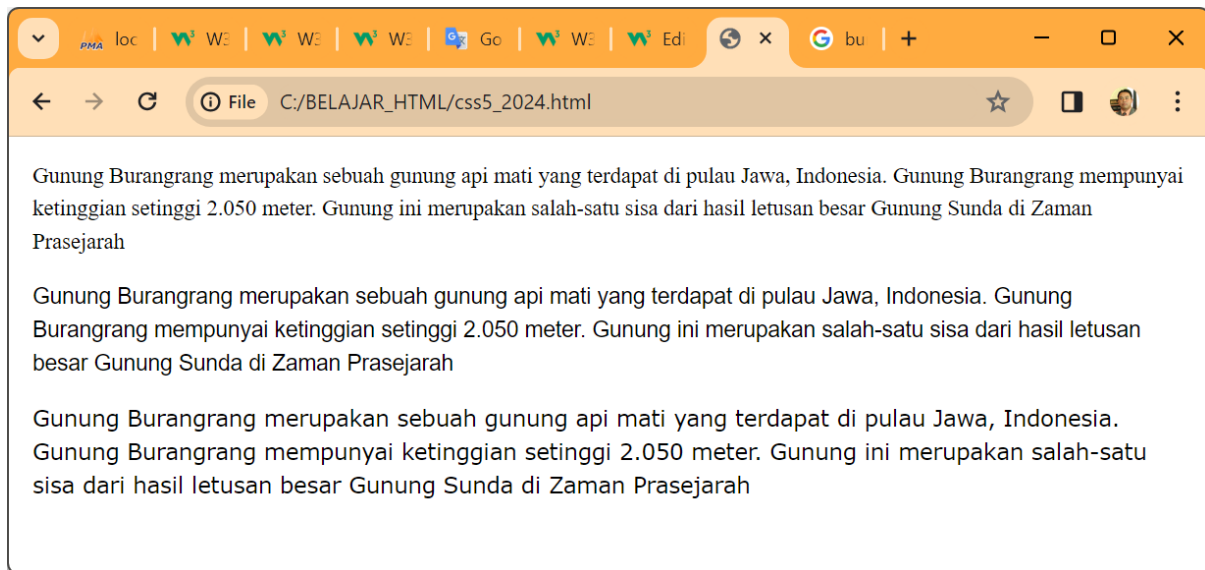 PMA loc W3 W3 W3 Go W3 Edi bu
File C:/BELAJAR_HTML/css5_2024.html
Gunung Burangrang merupakan sebuah gunung api mati yang terdapat di pulau Jawa, Indonesia. Gunung Burangrang mempunyai
ketinggian setinggi 2.050 meter. Gunung ini merupakan salah-satu sisa dari hasil letusan besar Gunung Sunda di Zaman
Prasejarah
Gunung Burangrang merupakan sebuah gunung api mati yang terdapat di pulau Jawa, Indonesia. Gunung
Burangrang mempunyai ketinggian setinggi 2.050 meter. Gunung ini merupakan salah-satu sisa dari hasil letusan
besar Gunung Sunda di Zaman Prasejarah
Gunung Burangrang merupakan sebuah gunung api mati yang terdapat di pulau Jawa, Indonesia.
Gunung Burangrang mempunyai ketinggian setinggi 2.050 meter. Gunung ini merupakan salah-satu
sisa dari hasil letusan besar Gunung Sunda di Zaman Prasejarah